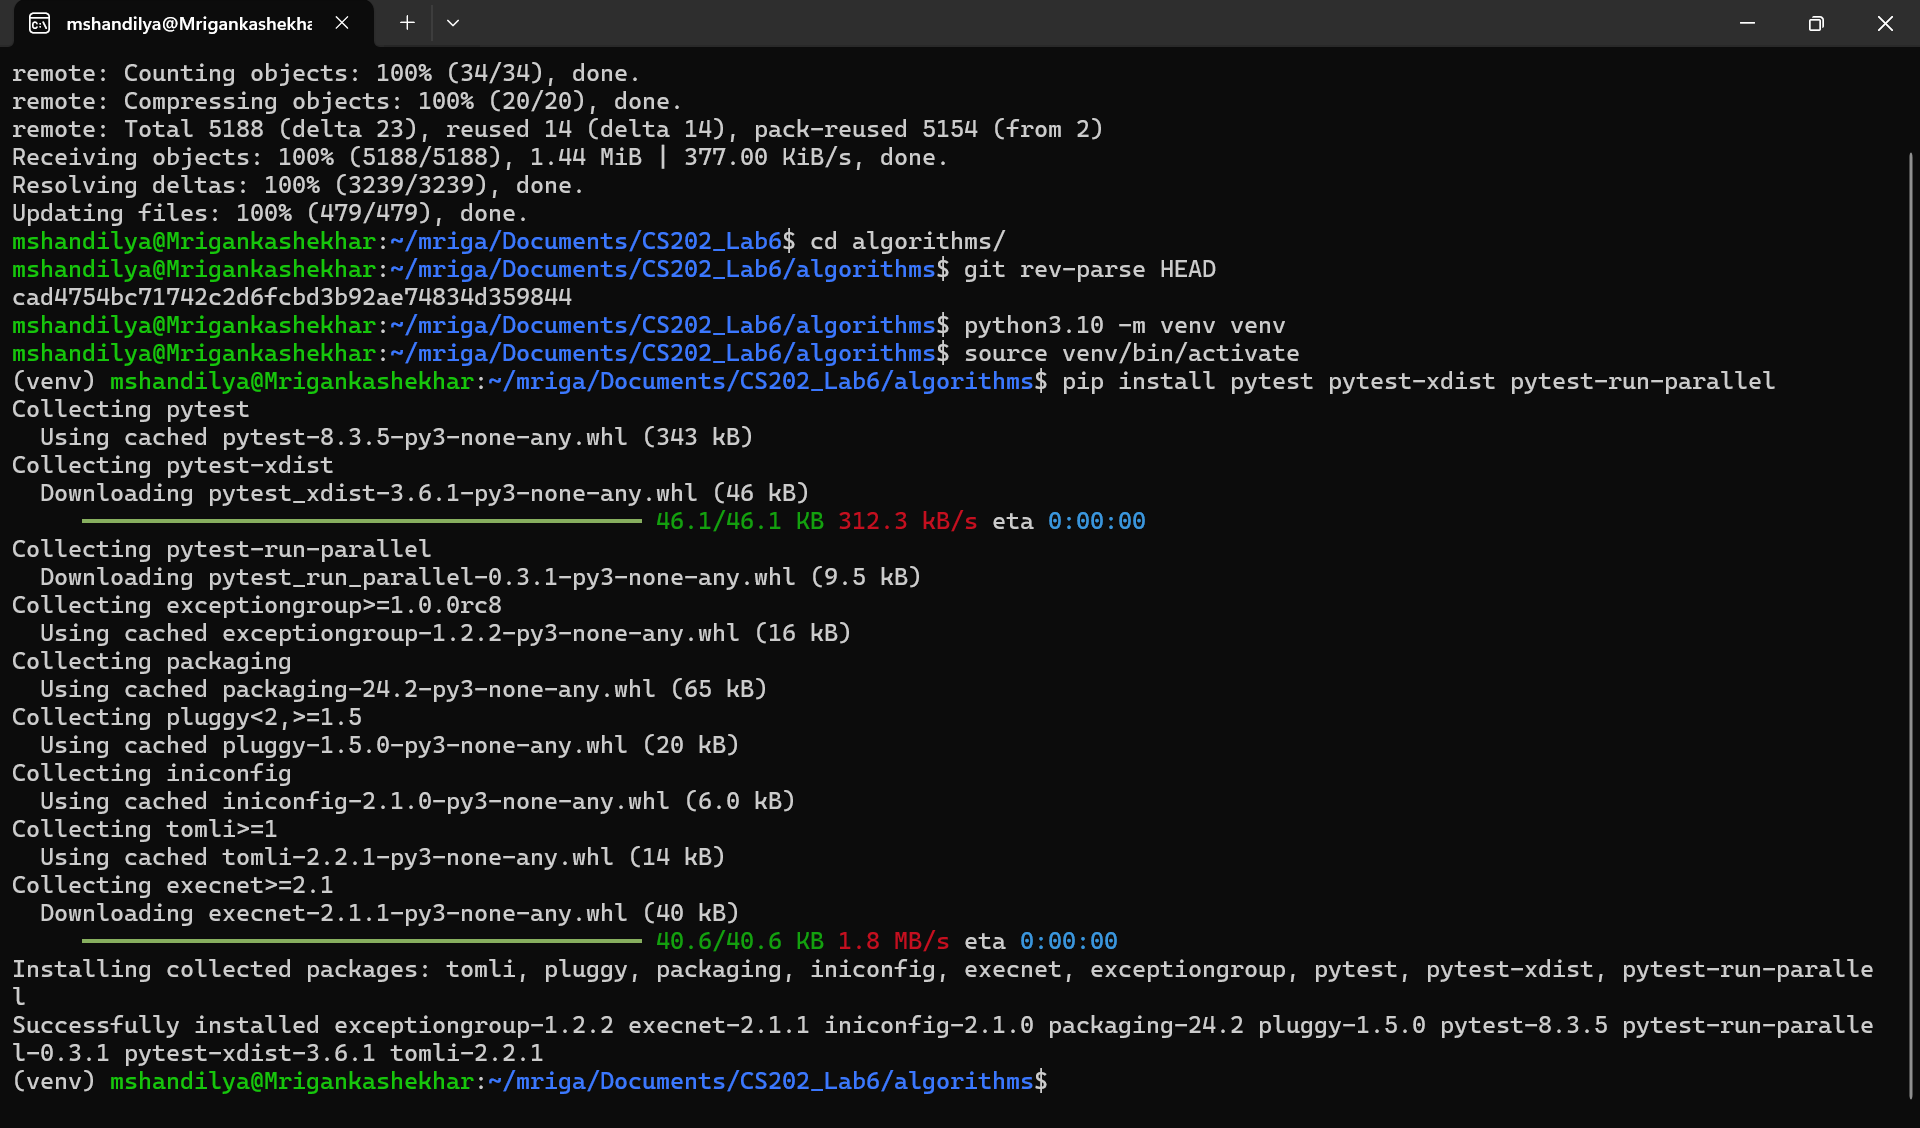 mshandilya@Mrigankashekha
remote: Counting objects: 100% (34/34), done.
remote: Compressing objects: 100% (20/20), done.
remote: Total 5188 (delta 23), reused 14 (delta 14), pack-reused 5154 (from 2)
Receiving objects: 100% (5188/5188), 1.44 MiB | 377.00 KiB/s, done.
Resolving deltas: 100% (3239/3239), done.
Updating files: 100% (479/479), done.
mshandilya@Mrigankashekhar:~/mriga/Documents/CS202_Lab6$ cd algorithms/
mshandilya@Mrigankashekhar:~/mriga/Documents/CS202_Lab6/algorithms$ git rev-parse HEAD
cad4754bc71742c2d6fcbd3b92ae74834d359844
mshandilya@Mrigankashekhar:~/mriga/Documents/CS202_Lab6/algorithms$ python3.10 -m venv venv
mshandilya@Mrigankashekhar:~/mriga/Documents/CS202_Lab6/algorithms$ source venv/bin/activate
(venv) mshandilya@Mrigankashekhar:~/mriga/Documents/CS202_Lab6/algorithms$ pip install pytest pytest-xdist pytest-run-parallel
Collecting pytest
  Using cached pytest-8.3.5-py3-none-any.whl (343 kB)
Collecting pytest-xdist
  Downloading pytest_xdist-3.6.1-py3-none-any.whl (46 kB)
46.1/46.1 KB 312.3 kB/s eta 0:00:00
Collecting pytest-run-parallel
  Downloading pytest_run_parallel-0.3.1-py3-none-any.whl (9.5 kB)
Collecting exceptiongroup>=1.0.0rc8
  Using cached exceptiongroup-1.2.2-py3-none-any.whl (16 kB)
Collecting packaging
  Using cached packaging-24.2-py3-none-any.whl (65 kB)
Collecting pluggy<2,>=1.5
  Using cached pluggy-1.5.0-py3-none-any.whl (20 kB)
Collecting iniconfig
  Using cached iniconfig-2.1.0-py3-none-any.whl (6.0 kB)
Collecting tomli>=1
  Using cached tomli-2.2.1-py3-none-any.whl (14 kB)
Collecting execnet>=2.1
  Downloading execnet-2.1.1-py3-none-any.whl (40 kB)
40.6/40.6 KB 1.8 MB/s eta 0:00:00
Installing collected packages: tomli, pluggy, packaging, iniconfig, execnet, exceptiongroup, pytest, pytest-xdist, pytest-run-paralle
l
Successfully installed exceptiongroup-1.2.2 execnet-2.1.1 iniconfig-2.1.0 packaging-24.2 pluggy-1.5.0 pytest-8.3.5 pytest-run-paralle
l-0.3.1 pytest-xdist-3.6.1 tomli-2.2.1
(venv) mshandilya@Mrigankashekhar:~/mriga/Documents/CS202_Lab6/algorithms$